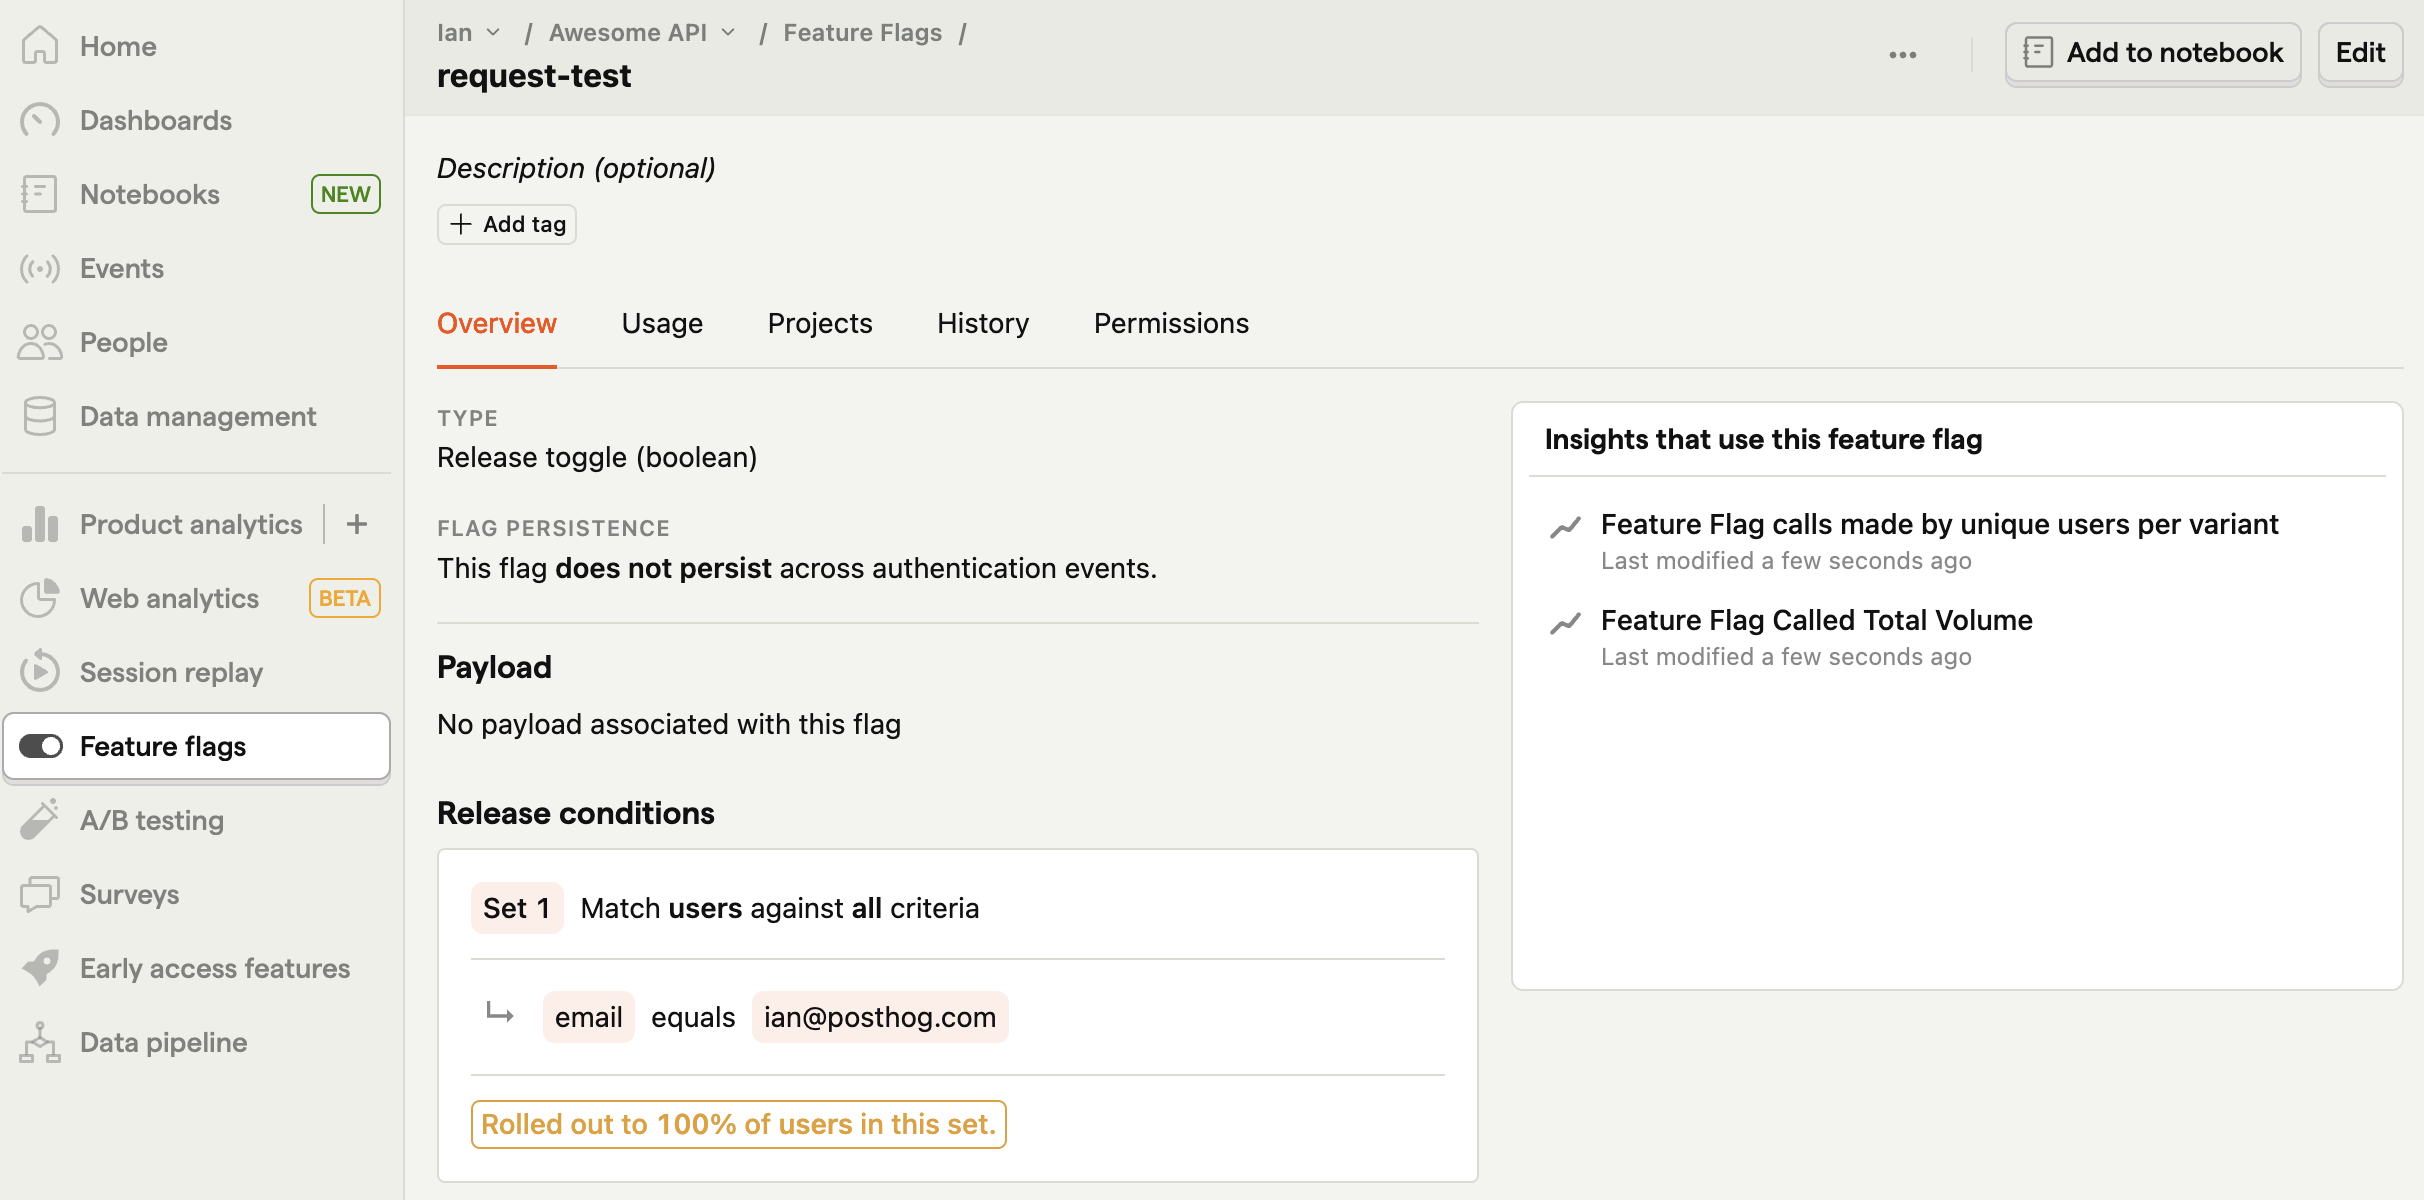 Home
Dashboards
Notebooks NEW
Events
People
Data management
Product analytics +
Web analytics BETA
Session replay
Feature flags
A/B testing
Surveys
Early access features
Data pipeline
Ian / Awesome API / Feature Flags /
request-test
Add to notebook
Edit
Description (optional)
+ Add tag
Overview Usage Projects History Permissions
TYPE
Release toggle (boolean)
FLAG PERSISTENCE
This flag does not persist across authentication events.
Payload
No payload associated with this flag
Release conditions
Set 1 Match users against all criteria
email equals ian@posthog.com
Rolled out to 100% of users in this set.
Insights that use this feature flag
Feature Flag calls made by unique users per variant
Last modified a few seconds ago
Feature Flag Called Total Volume
Last modified a few seconds ago